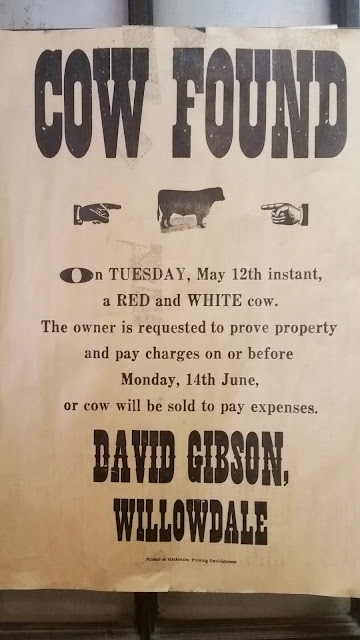 COW FOUND
On TUESDAY, May 12th instant,
a RED and WHITE cow.
The owner is requested to prove property
and pay charges on or before
Monday, 14th June,
or cow will be sold to pay expenses.
DAVID GIBSON,
WILLOWDALE
Printing Establishment